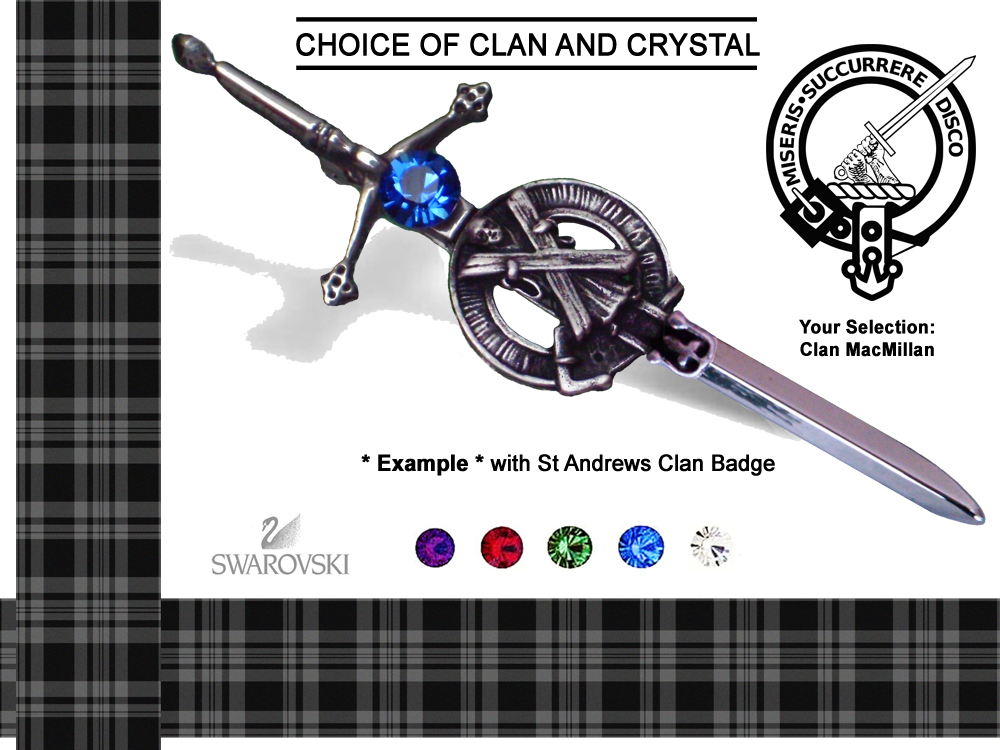 CHOICE OF CLAN AND CRYSTAL
MISERIS • SUCCURRERE DISCO
Your Selection:
Clan MacMillan
* Example * with St Andrews Clan Badge
SWAROVSKI